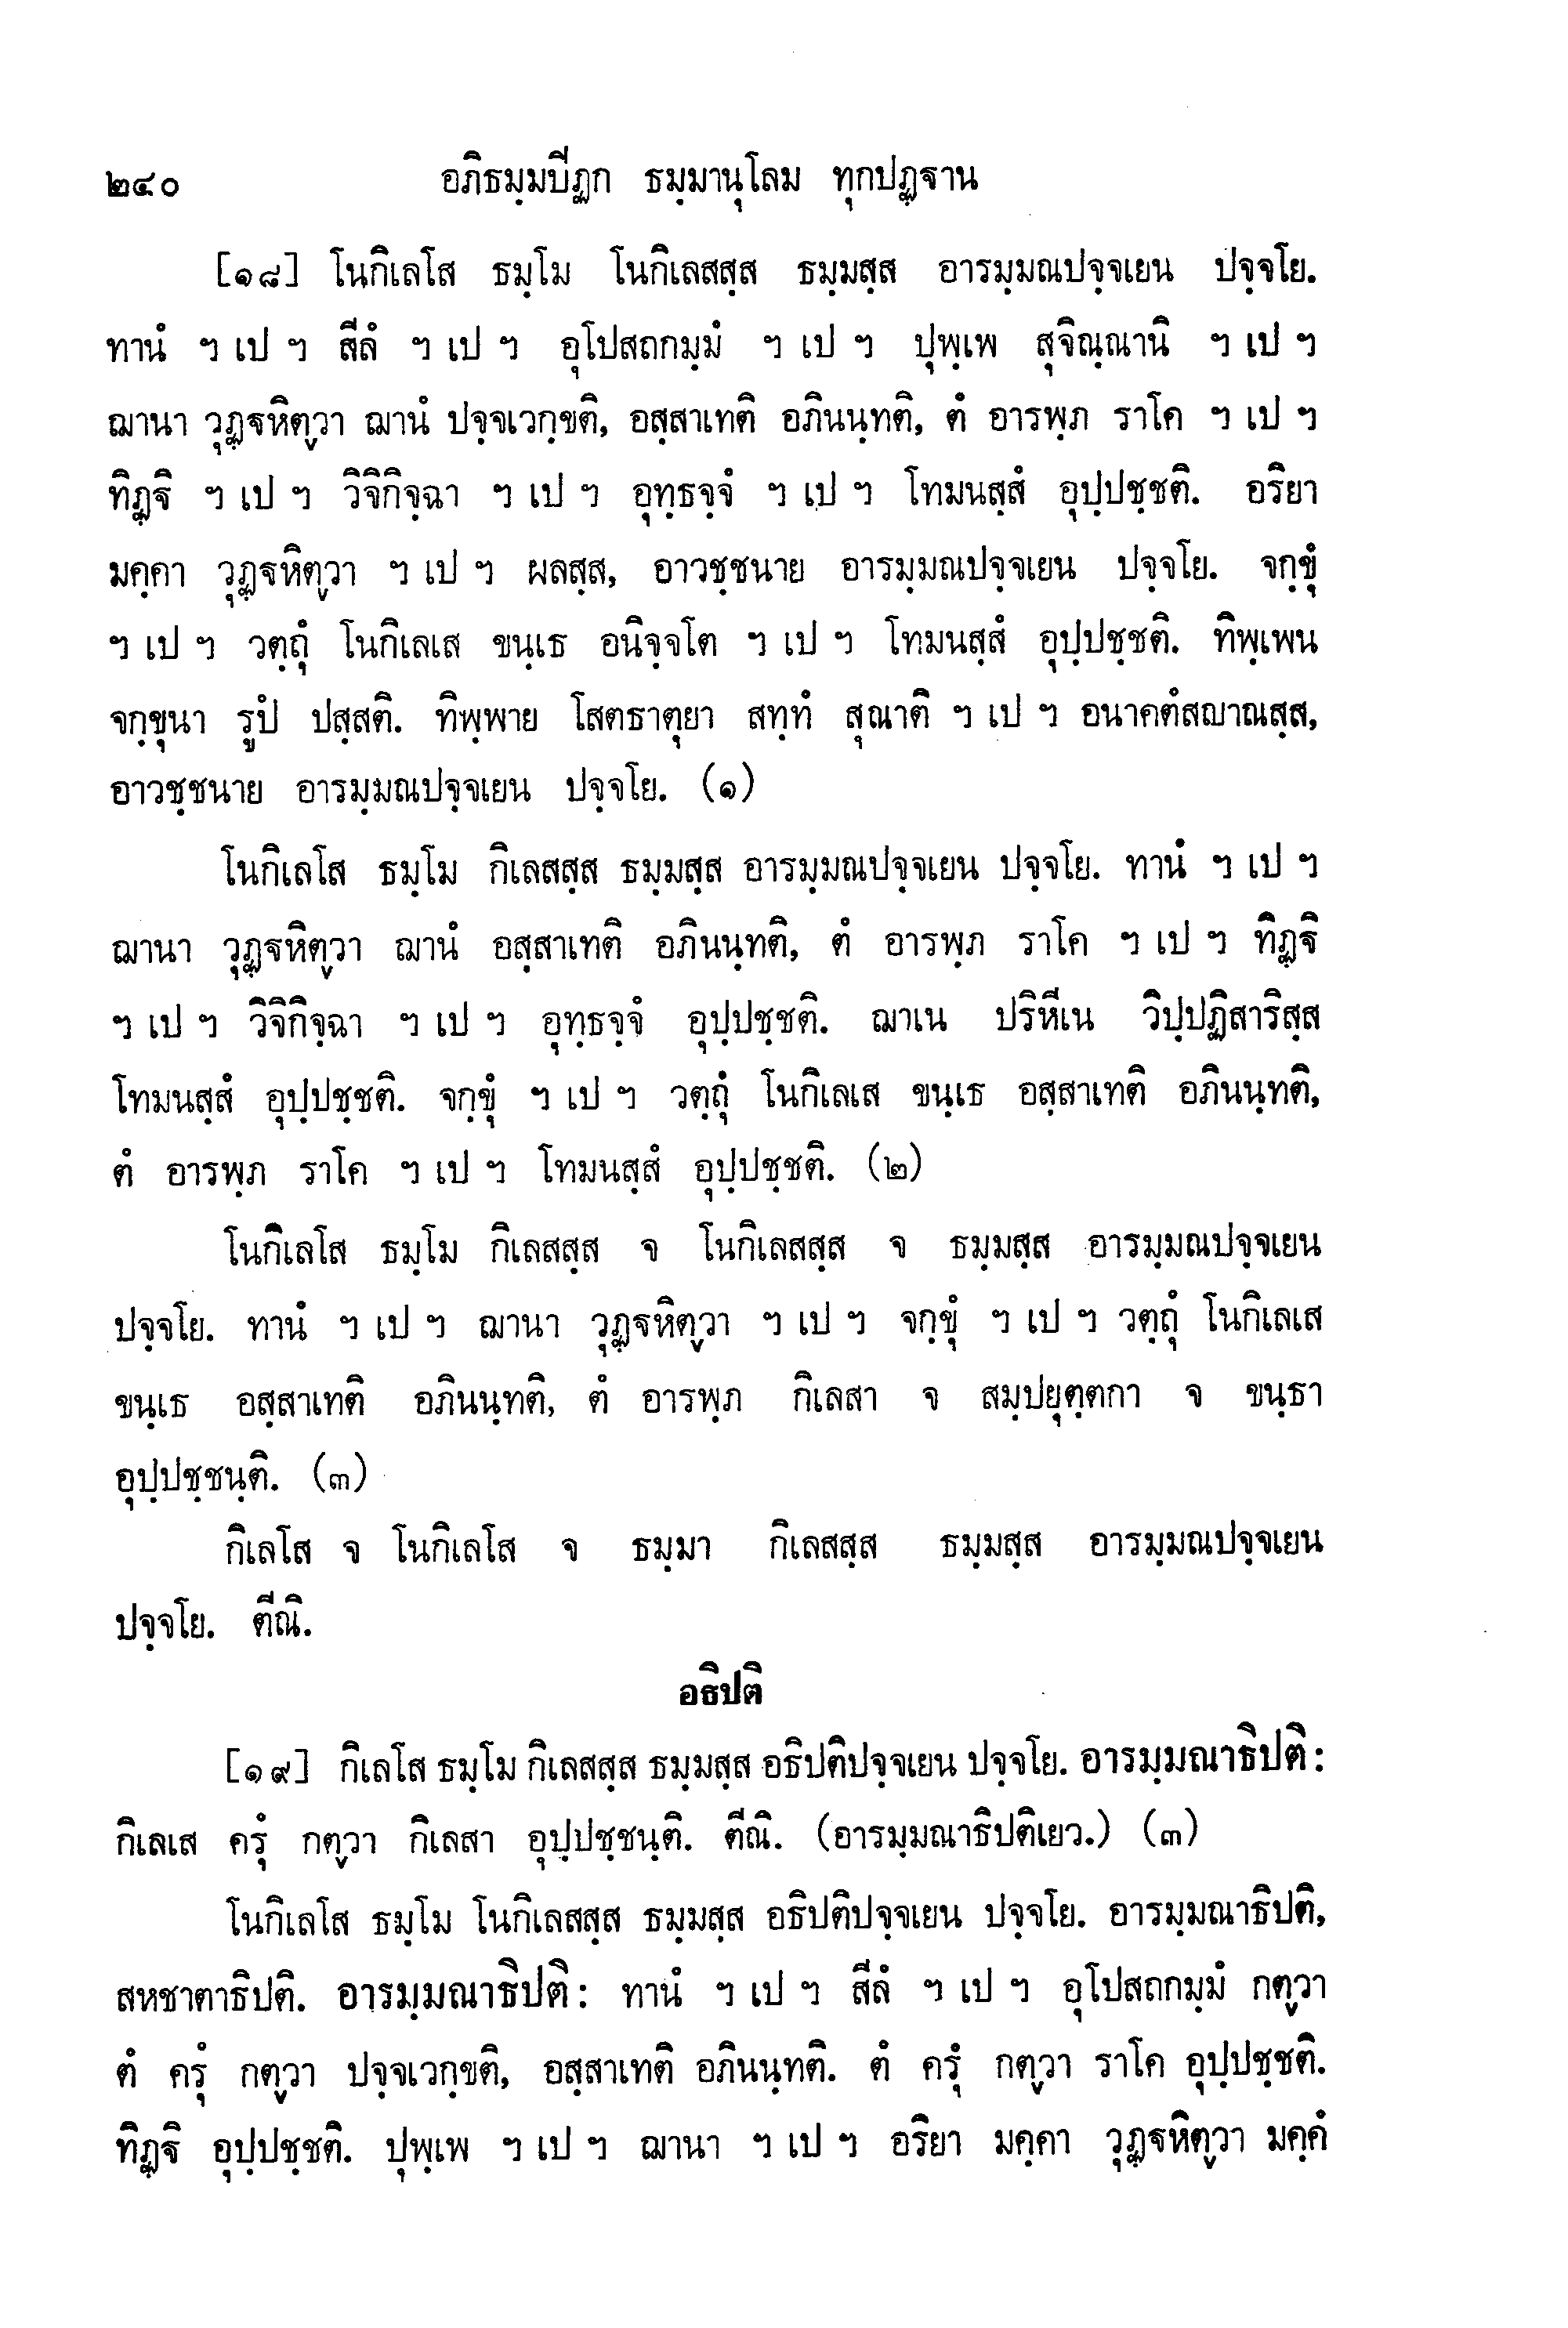 ๒๔๐ อภิธมฺมปีฏก ธมฺมานุโลม ทุกปฏฺฐาน
[๑๘] โนกิเลโส ธมฺโม โนกิเลสสฺส ธมฺมสฺส อารมฺมณปจฺจเยน ปจฺจโย.
ทานํ ฯ เป ฯ สีลํ ฯ เป ฯ อุโปสถกมฺมํ ฯ เป ฯ ปุพฺเพ สุจิณฺณานิ ฯ เป ฯ
ฌานา วุฏฺฐหิตฺวา ฌานํ ปจฺจเวกฺขติ, อสฺสาเทติ อภินนฺทติ, ตํ อารพฺภ ราโค ฯ เป ฯ
ทิฏฺฐิ ฯ เป ฯ วิจิกิจฺฉา ฯ เป ฯ อุทฺธจฺจํ ฯ เป ฯ โทมนสฺสํ อุปฺปชฺชติ. อริยา
มคฺคา วุฏฺฐหิตฺวา ฯ เป ฯ ผลสฺส, อาวชฺชนาย อารมฺมณปจฺจเยน ปจฺจโย. จกฺขุํ
ฯ เป ฯ วตฺถุํ โนกิเลเส ขนฺเธ อนิจฺจโต ฯ เป ฯ โทมนสฺสํ อุปฺปชฺชติ. ทิพฺเพน
จกฺขุนา รูปํ ปสฺสติ. ทิพฺพาย โสตธาตุยา สทฺทํ สุณาติ ฯ เป ฯ อนาคตํสญาณสฺส,
อาวชฺชนาย อารมฺมณปจฺจเยน ปจฺจโย. (๑)
โนกิเลโส ธมฺโม กิเลสสฺส ธมฺมสฺส อารมฺมณปจฺจเยน ปจฺจโย. ทานํ ฯ เป ฯ
ฌานา วุฏฺฐหิตฺวา ฌานํ อสฺสาเทติ อภินนฺทติ, ตํ อารพฺภ ราโค ฯ เป ฯ ทิฏฺฐิ
ฯ เป ฯ วิจิกิจฺฉา ฯ เป ฯ อุทฺธจฺจํ อุปฺปชฺชติ. ฌาเน ปริหีเน วิปฺปฏิสาริสฺส
โทมนสฺสํ อุปฺปชฺชติ. จกฺขุํ ฯ เป ฯ วตฺถุํ โนกิเลเส ขนฺเธ อสฺสาเทติ อภินนฺทติ,
ตํ อารพฺภ ราโค ฯ เป ฯ โทมนสฺสํ อุปฺปชฺชติ. (๒)
โนกิเลโส ธมฺโม กิเลสสฺส จ โนกิเลสสฺส จ ธมฺมสฺส อารมฺมณปจฺจเยน
ปจฺจโย. ทานํ ฯ เป ฯ ฌานา วุฏฺฐหิตฺวา ฯ เป ฯ จกฺขุํ ฯ เป ฯ วตฺถุํ โนกิเลเส
ขนฺเธ อสฺสาเทติ อภินนฺทติ, ตํ อารพฺภ กิเลสา จ สมฺปยุตฺตกา จ ขนฺธา
อุปฺปชฺชนฺติ. (๓)
กิเลโส จ โนกิเลโส จ ธมฺมา กิเลสสฺส ธมฺมสฺส อารมฺมณปจฺจเยน
ปจฺจโย. ตีณิ.
อธิปติ
[๑๙] กิเลโส ธมฺโม กิเลสสฺส ธมฺมสฺส อธิปติปจฺจเยน ปจฺจโย. อารมฺมณาธิปติ:
กิเลเส ครุํ กตฺวา กิเลสา อุปฺปชฺชนฺติ. ตีณิ. (อารมฺมณาธิปติเยว.) (๓)
โนกิเลโส ธมฺโม โนกิเลสสฺส ธมฺมสฺส อธิปติปจฺจเยน ปจฺจโย. อารมฺมณาธิปติ,
สหชาตาธิปติ. อารมฺมณาธิปติ: ทานํ ฯ เป ฯ สีลํ ฯ เป ฯ อุโปสถกมฺมํ กตฺวา
ตํ ครุํ กตฺวา ปจฺจเวกฺขติ, อสฺสาเทติ อภินนฺทติ. ตํ ครุํ กตฺวา ราโค อุปฺปชฺชติ.
ทิฏฺฐิ อุปฺปชฺชติ. ปุพฺเพ ฯ เป ฯ ฌานา ฯ เป ฯ อริยา มคฺคา วุฏฺฐหิตฺวา มคฺคํ